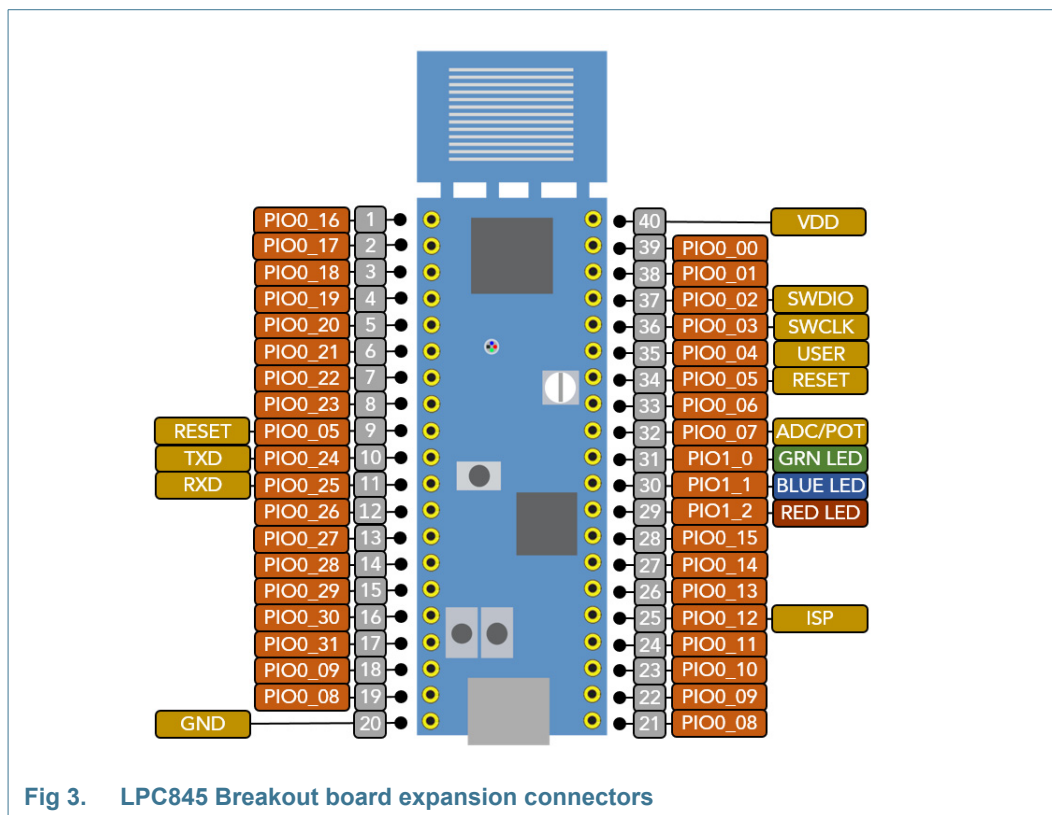 PIO0_16 1 40 VDD
PIO0_17 2 39 PIO0_00
PIO0_18 3 38 PIO0_01
PIO0_19 4 37 PIO0_02 SWDIO
PIO0_20 5 36 PIO0_03 SWCLK
PIO0_21 6 35 PIO0_04 USER
PIO0_22 7 34 PIO0_05 RESET
PIO0_23 8 33 PIO0_06
RESET PIO0_05 9 32 PIO0_07 ADC/POT
TXD PIO0_24 10 31 PIO1_0 GRN LED
RXD PIO0_25 11 30 PIO1_1 BLUE LED
PIO0_26 12 29 PIO1_2 RED LED
PIO0_27 13 28 PIO0_15
PIO0_28 14 27 PIO0_14
PIO0_29 15 26 PIO0_13
PIO0_30 16 25 PIO0_12 ISP
PIO0_31 17 24 PIO0_11
PIO0_09 18 23 PIO0_10
PIO0_08 19 22 PIO0_09
GND 20 21 PIO0_08
Fig 3. LPC845 Breakout board expansion connectors